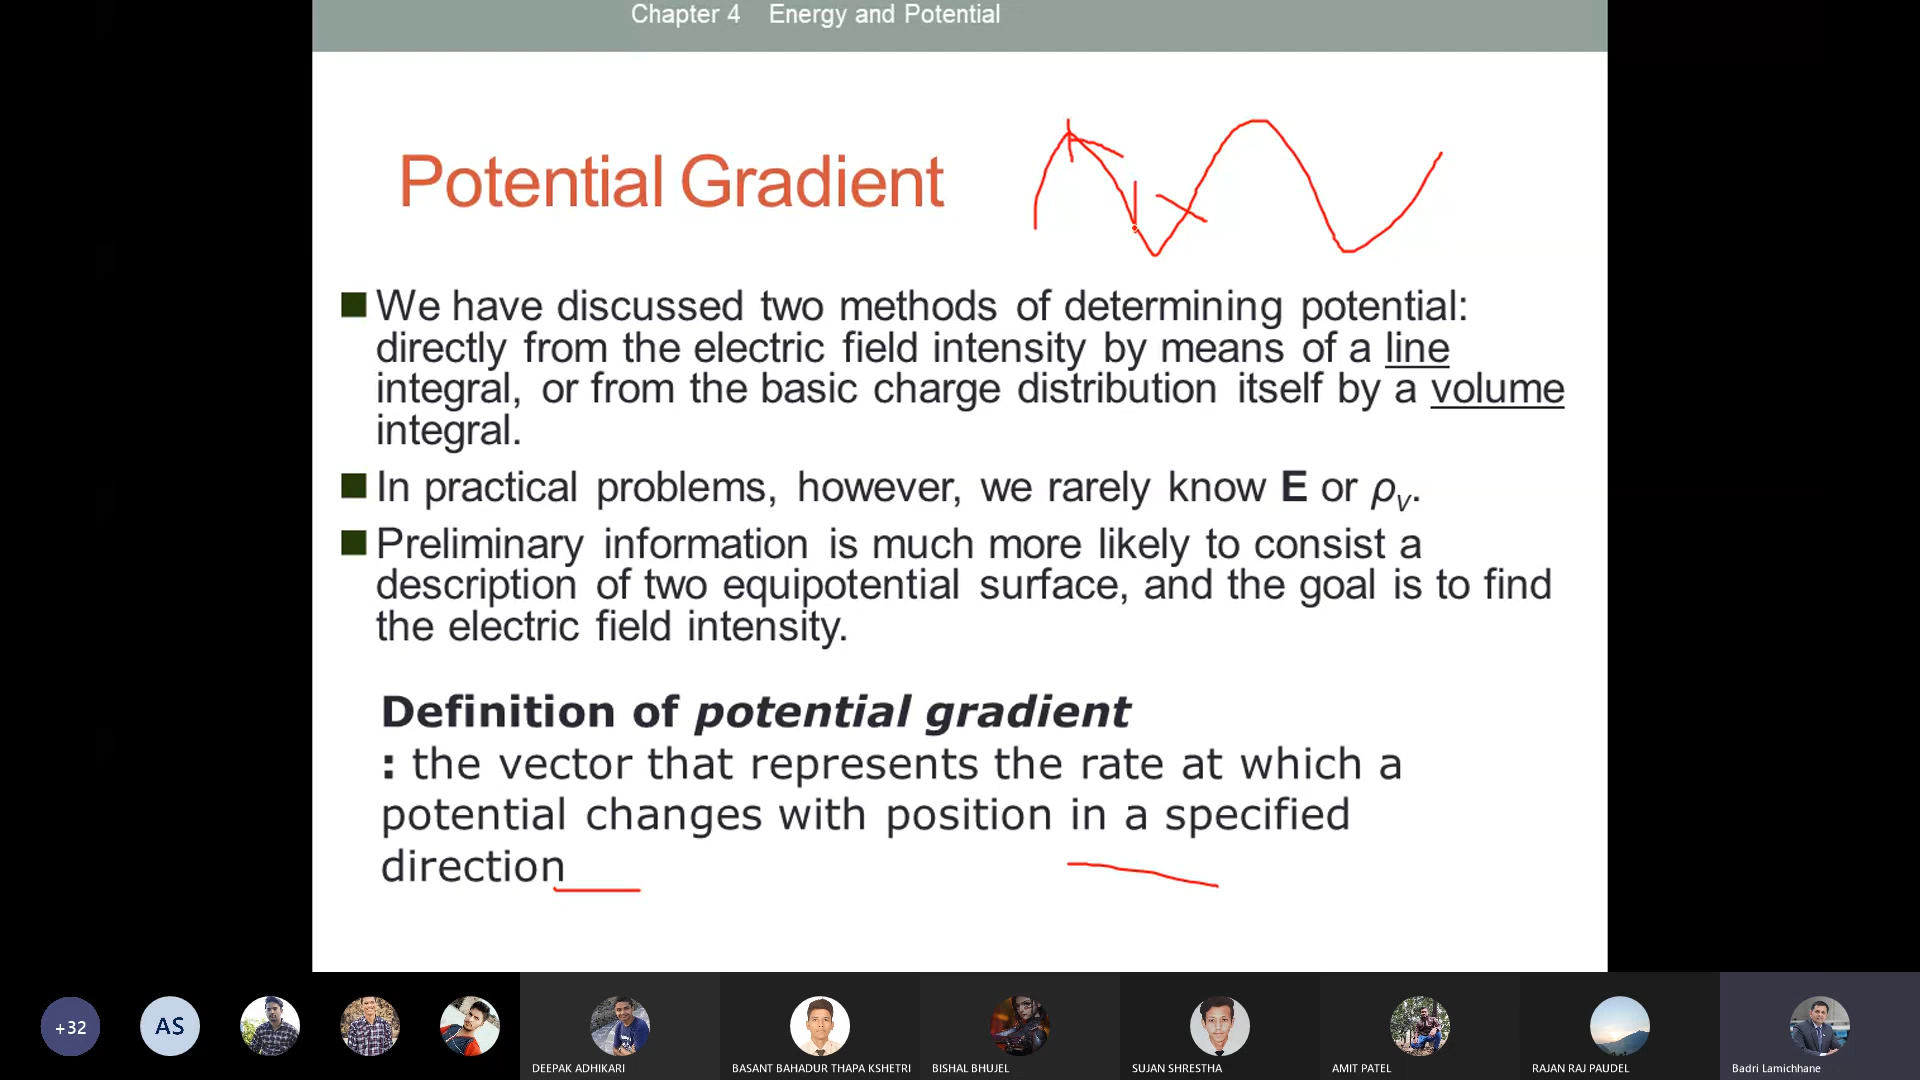 Chapter 4 Energy and Potential
Potential Gradient
We have discussed two methods of determining potential:
directly from the electric field intensity by means of a line
integral, or from the basic charge distribution itself by a volume
integral.
In practical problems, however, we rarely know E or ρv.
Preliminary information is much more likely to consist a
description of two equipotential surface, and the goal is to find
the electric field intensity.
Definition of potential gradient
: the vector that represents the rate at which a
potential changes with position in a specified
direction
+32
AS
DEEPAK ADHIKARI
BASANT BAHADUR THAPA KSHETRI
BISHAL BHUJEL
SUJAN SHRESTHA
AMIT PATEL
RAJAN RAJ PAUDEL
Badri Lamichhane